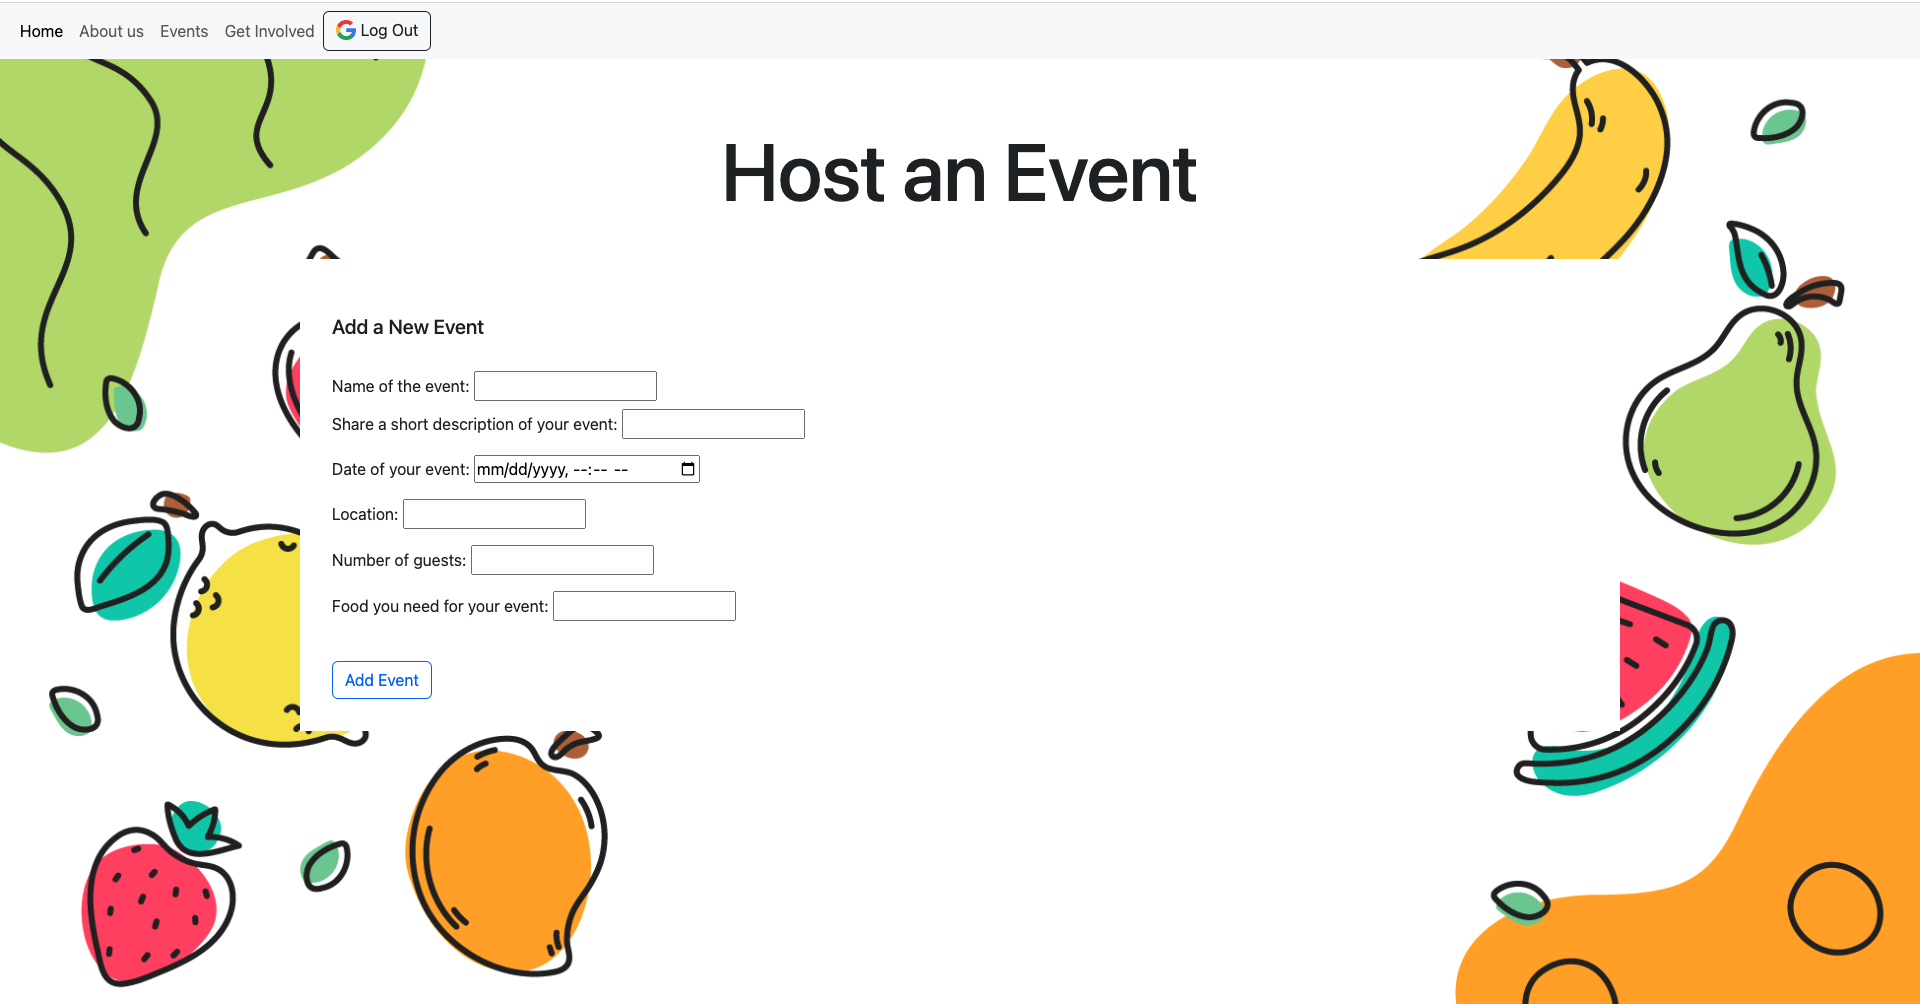 Home About us Events Get Involved Log Out
Host an Event
Add a New Event
Name of the event:
Share a short description of your event:
Date of your event: mm/dd/yyyy, --:-- --
Location:
Number of guests:
Food you need for your event:
Add Event